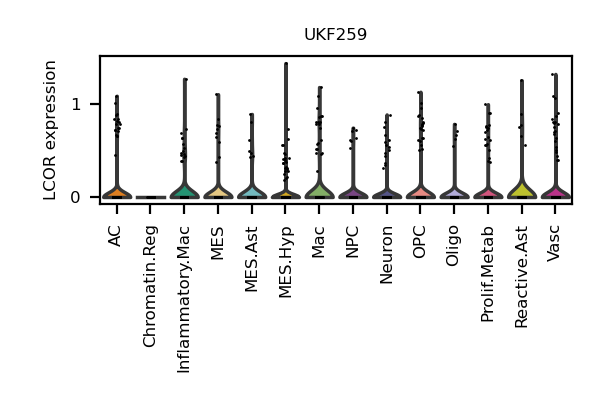 UKF259
LCOR expression
1
0
AC
Chromatin.Reg
Inflammatory.Mac
MES
MES.Ast
MES.Hyp
Mac
NPC
Neuron
OPC
Oligo
Prolif.Metab
Reactive.Ast
Vasc